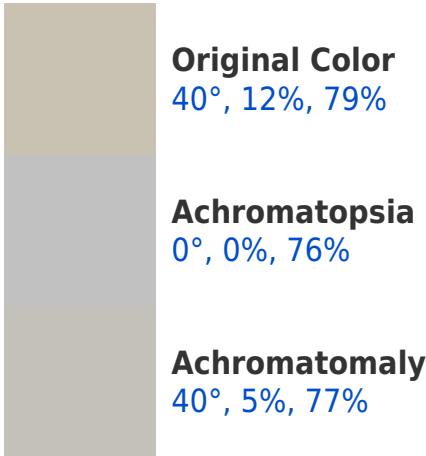 Original Color
40°, 12%, 79%
Achromatopsia
0°, 0%, 76%
Achromatomaly
40°, 5%, 77%